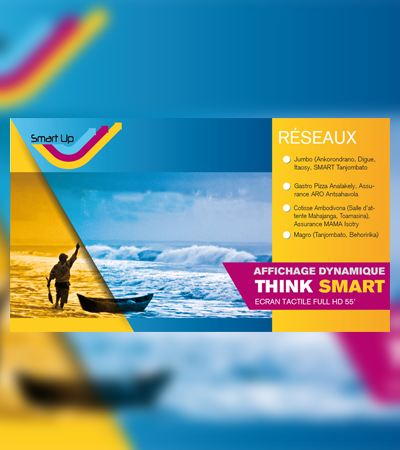 Smart Up
RÉSEAUX
Jumbo (Ankorondrano, Digue,
Itaosy, SMART Tanjombato
Gastro Pizza Analakely, Assu-
rance ARO Antsahavola
Cotisse Ambodivona (Salle d'at-
tente Mahajanga, Toamasina),
Assurance MAMA Isotry
Magro (Tanjombato, Behoririka)
AFFICHAGE DYNAMIQUE
THINK SMART
ECRAN TACTILE FULL HD 55'